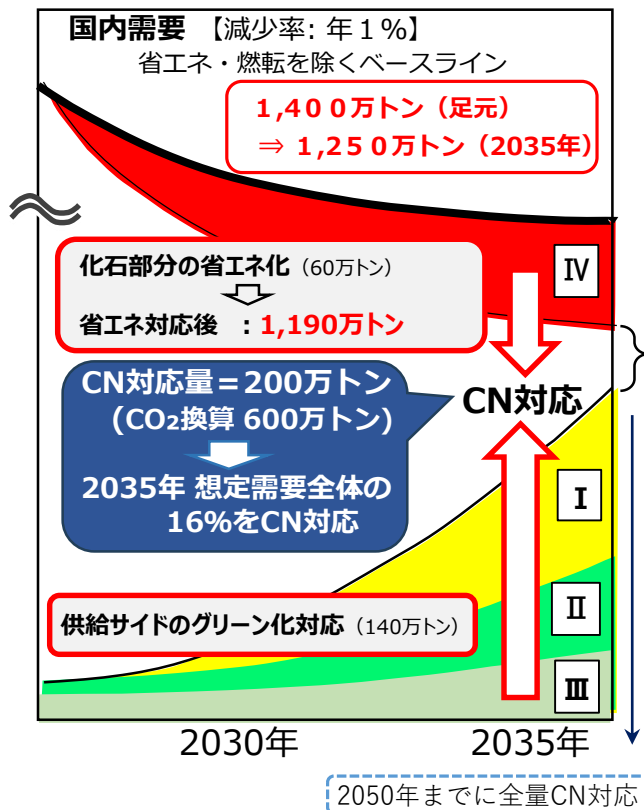 国内需要 【減少率: 年1%】
省エネ・燃転を除くベースライン
1,400万トン(足元)
⇒ 1,250万トン(2035年)
化石部分の省エネ化(60万トン)
省エネ対応後 :1,190万トン
Ⅳ
CN対応量=200万トン
(CO₂換算 600万トン)
2035年 想定需要全体の
16%をCN対応
CN対応
Ⅰ
Ⅱ
供給サイドのグリーン化対応(140万トン)
Ⅲ
2030年
2035年
2050年までに全量CN対応